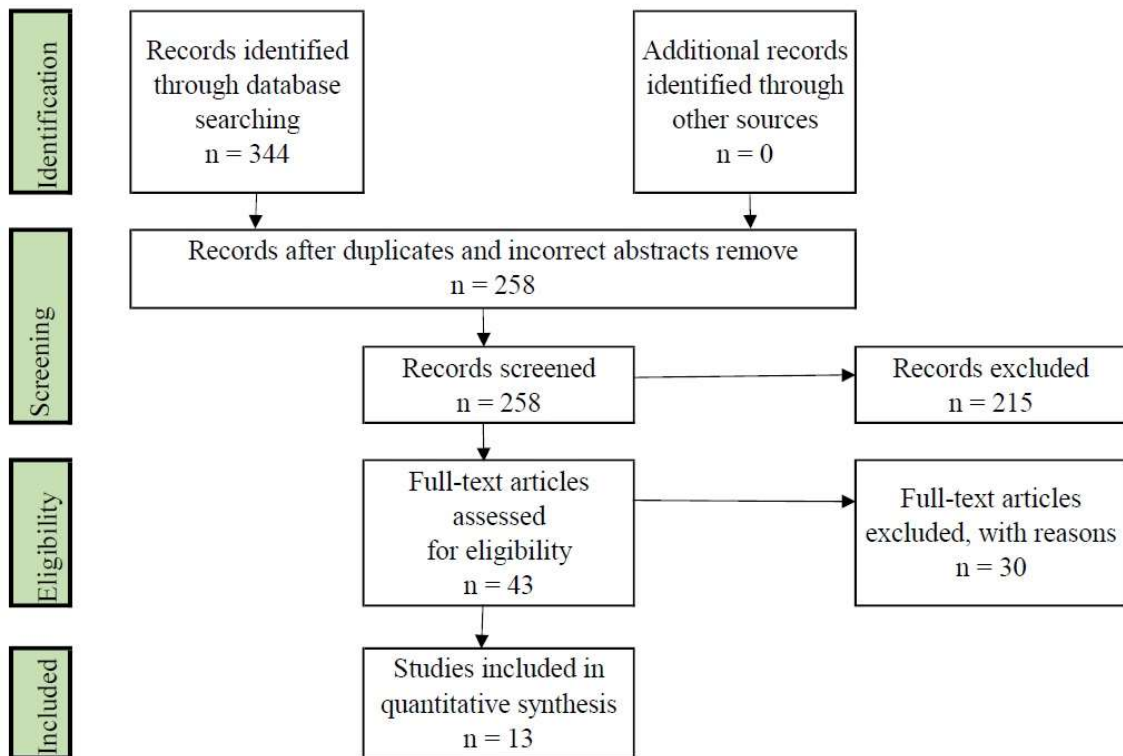 Identification
Records identified
through database
searching
n = 344
Additional records
identified through
other sources
n = 0
Screening
Records after duplicates and incorrect abstracts remove
n = 258
Records screened
n = 258
Records excluded
n = 215
Eligibility
Full-text articles
assessed
for eligibility
n = 43
Full-text articles
excluded, with reasons
n = 30
Included
Studies included in
quantitative synthesis
n = 13